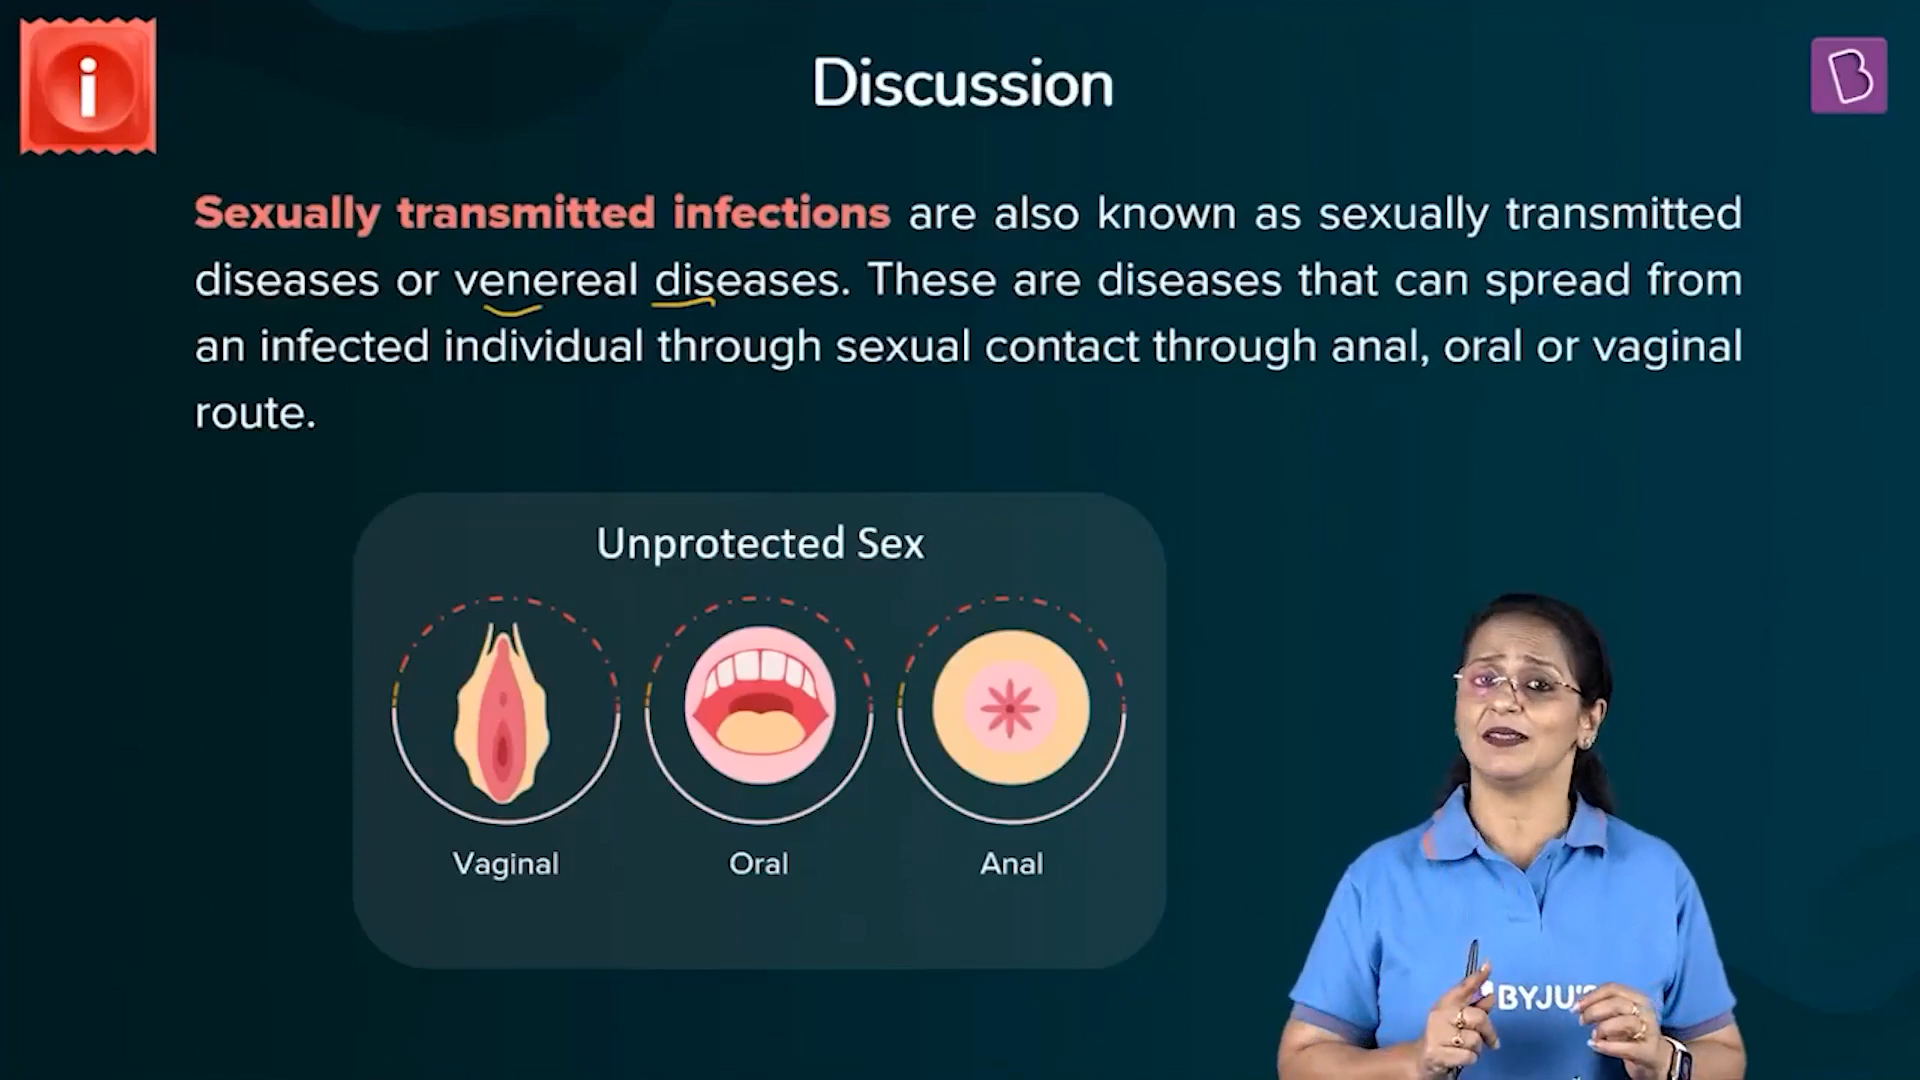 i
Discussion
B
Sexually transmitted infections are also known as sexually transmitted
diseases or venereal diseases. These are diseases that can spread from
an infected individual through sexual contact through anal, oral or vaginal
route.
Unprotected Sex
Vaginal Oral Anal
BYJU'S